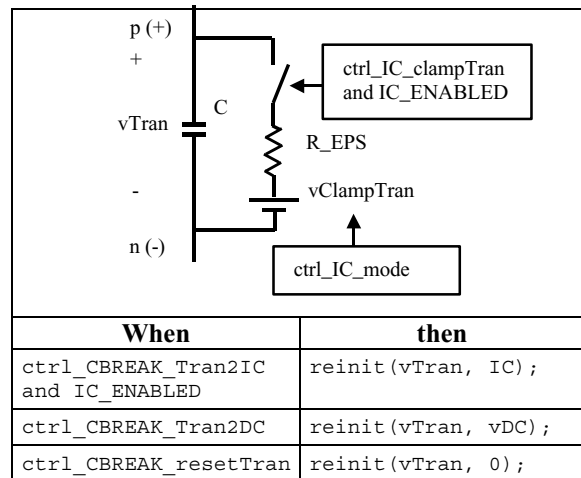 p (+)
+
ctrl_IC_clampTran
and IC_ENABLED
C
vTran
R_EPS
-
vClampTran
n (-)
ctrl_IC_mode
When
then
ctrl_CBREAK_Tran2IC
and IC_ENABLED
reinit(vTran, IC);
ctrl_CBREAK_Tran2DC
reinit(vTran, vDC);
ctrl_CBREAK_resetTran
reinit(vTran, 0);